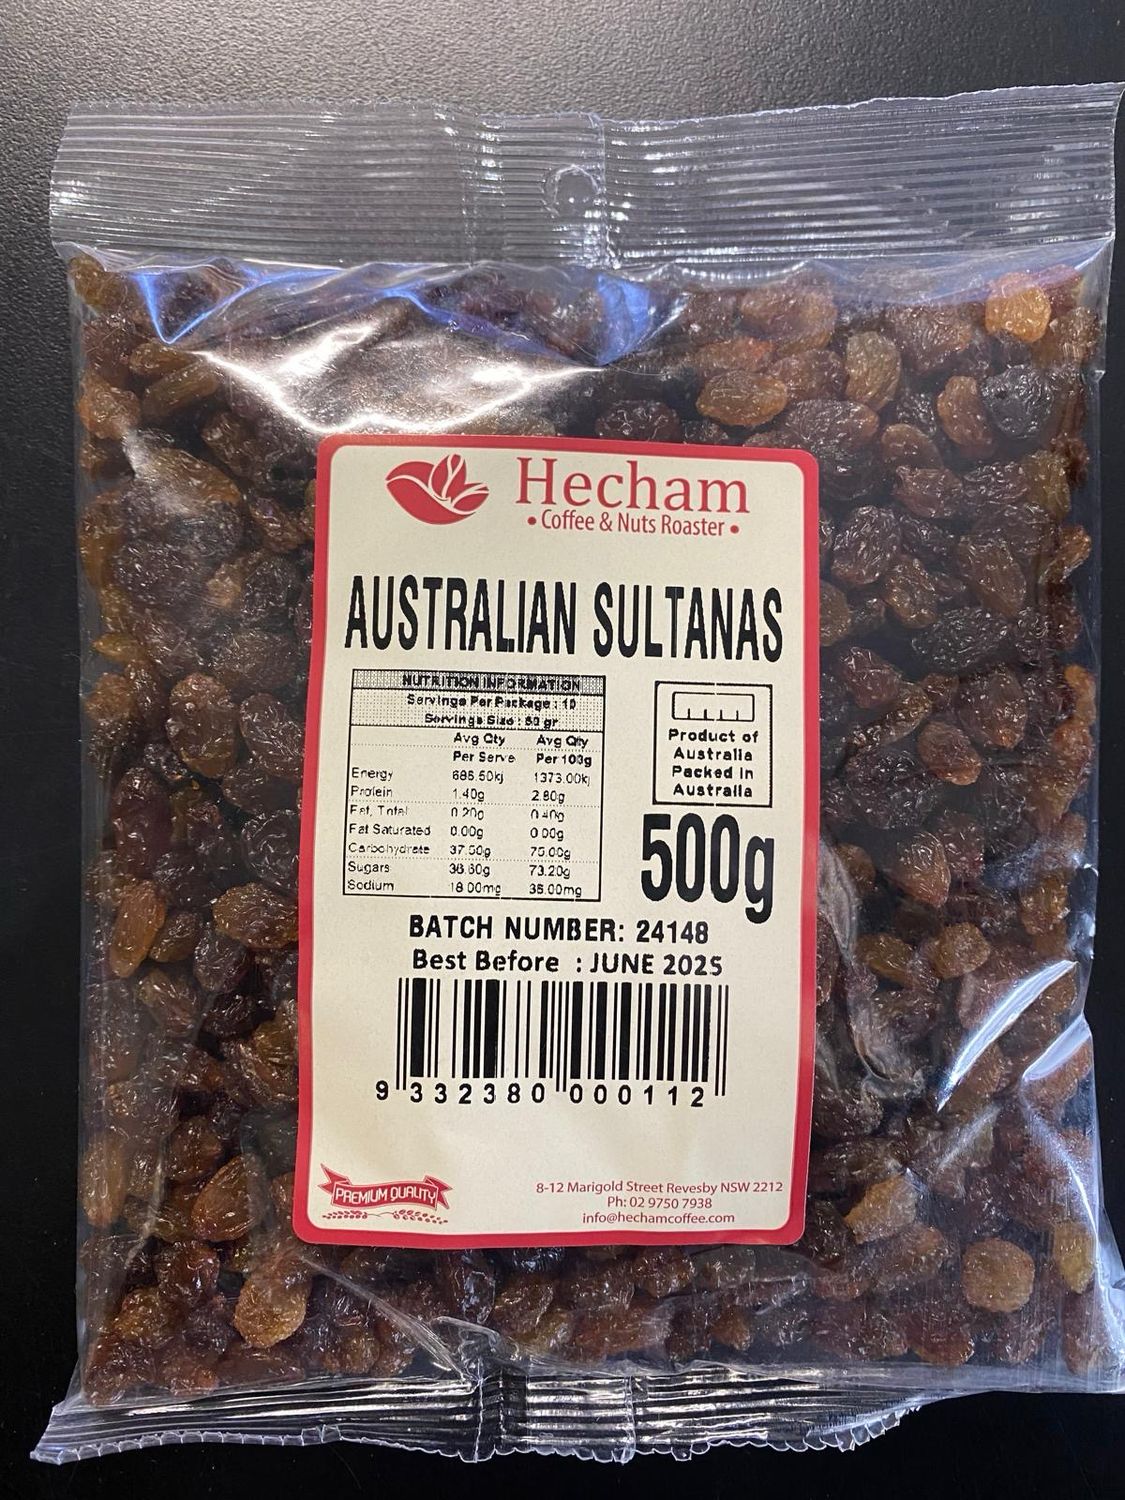 Hecham
• Coffee & Nuts Roaster •
AUSTRALIAN SULTANAS
NUTRITION INFORMATION
Servings Per Package : 10
Servings Size : 50 gr
Avg Qty Avg Qty
Per Serve Per 100g
Energy 686.50kj 1373.00kj
Protein 1.40g 2.80g
Fat, Total 0.20g 0.40g
Fat Saturated 0.00g 0.00g
Carbohydrate 37.50g 75.00g
Sugars 36.60g 73.20g
Sodium 18.00mg 36.00mg
Product of
Australia
Packed in
Australia
500g
BATCH NUMBER: 24148
Best Before : JUNE 2025
9 332380 000112
PREMIUM QUALITY
8-12 Marigold Street Revesby NSW 2212
Ph: 02 9750 7938
info@hechamcoffee.com